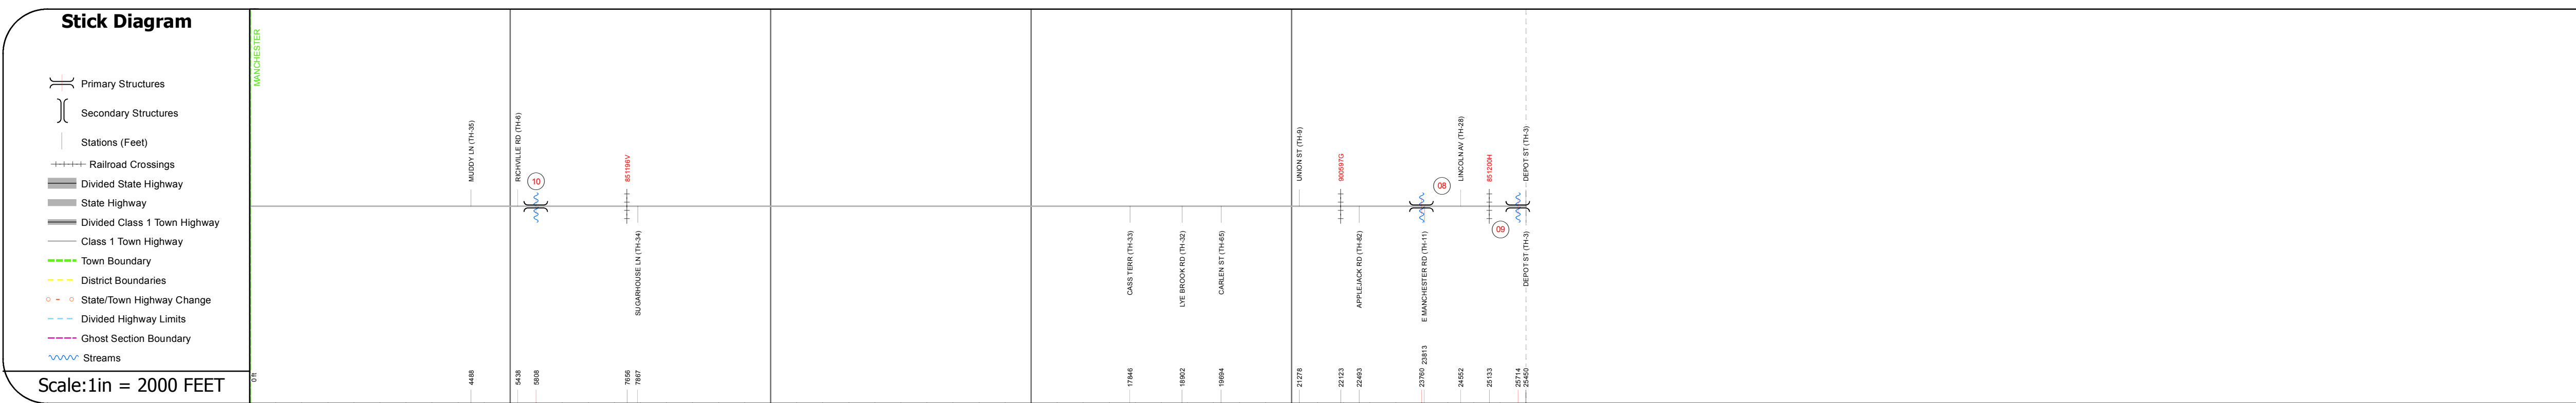 Stick Diagram
Primary Structures
Secondary Structures
Stations (Feet)
Railroad Crossings
Divided State Highway
State Highway
Divided Class 1 Town Highway
Class 1 Town Highway
Town Boundary
District Boundaries
State/Town Highway Change
Divided Highway Limits
Ghost Section Boundary
Streams
Scale:1in = 2000 FEET
MANCHESTER
MUDDY LN (TH-35)
RICHVILLE RD (TH-6)
10
851196V
SUGARHOUSE LN (TH-34)
CASS TERR (TH-33)
LYE BROOK RD (TH-32)
CARLEN ST (TH-65)
UNION ST (TH-9)
900597G
APPLEJACK RD (TH-82)
08
E MANCHESTER RD (TH-11)
LINCOLN AV (TH-28)
851200H
09
DEPOT ST (TH-3)
DEPOT ST (TH-3)
0 ft
4488
5438
5808
7656
7867
17846
18902
19694
21278
22123
22493
23760
23813
24552
25133
25714
25450